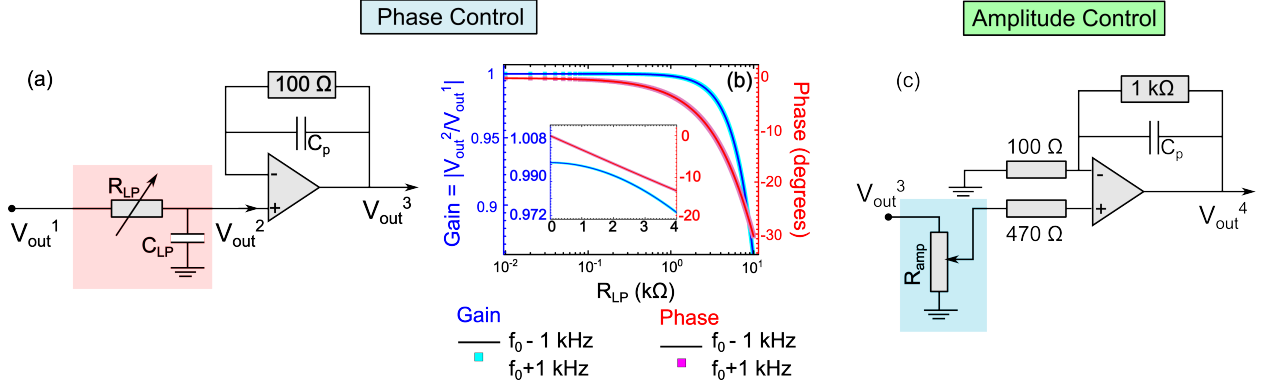 Phase Control
Amplitude Control
(a)
100 Ω
C_p
-
+
R_LP
C_LP
V_out^1
V_out^2
V_out^3
(b)
Gain = |V_out^2/V_out^1|
1
0.95
0.9
1.008
0.990
0.972
0
1
2
3
4
0
-10
-20
0
-10
-20
-30
Phase (degrees)
10^-2
10^-1
10^0
10^1
R_LP (kΩ)
Gain
f_0 - 1 kHz
f_0+1 kHz
Phase
f_0 - 1 kHz
f_0+1 kHz
(c)
1 kΩ
C_p
100 Ω
-
+
470 Ω
V_out^3
R_amp
V_out^4